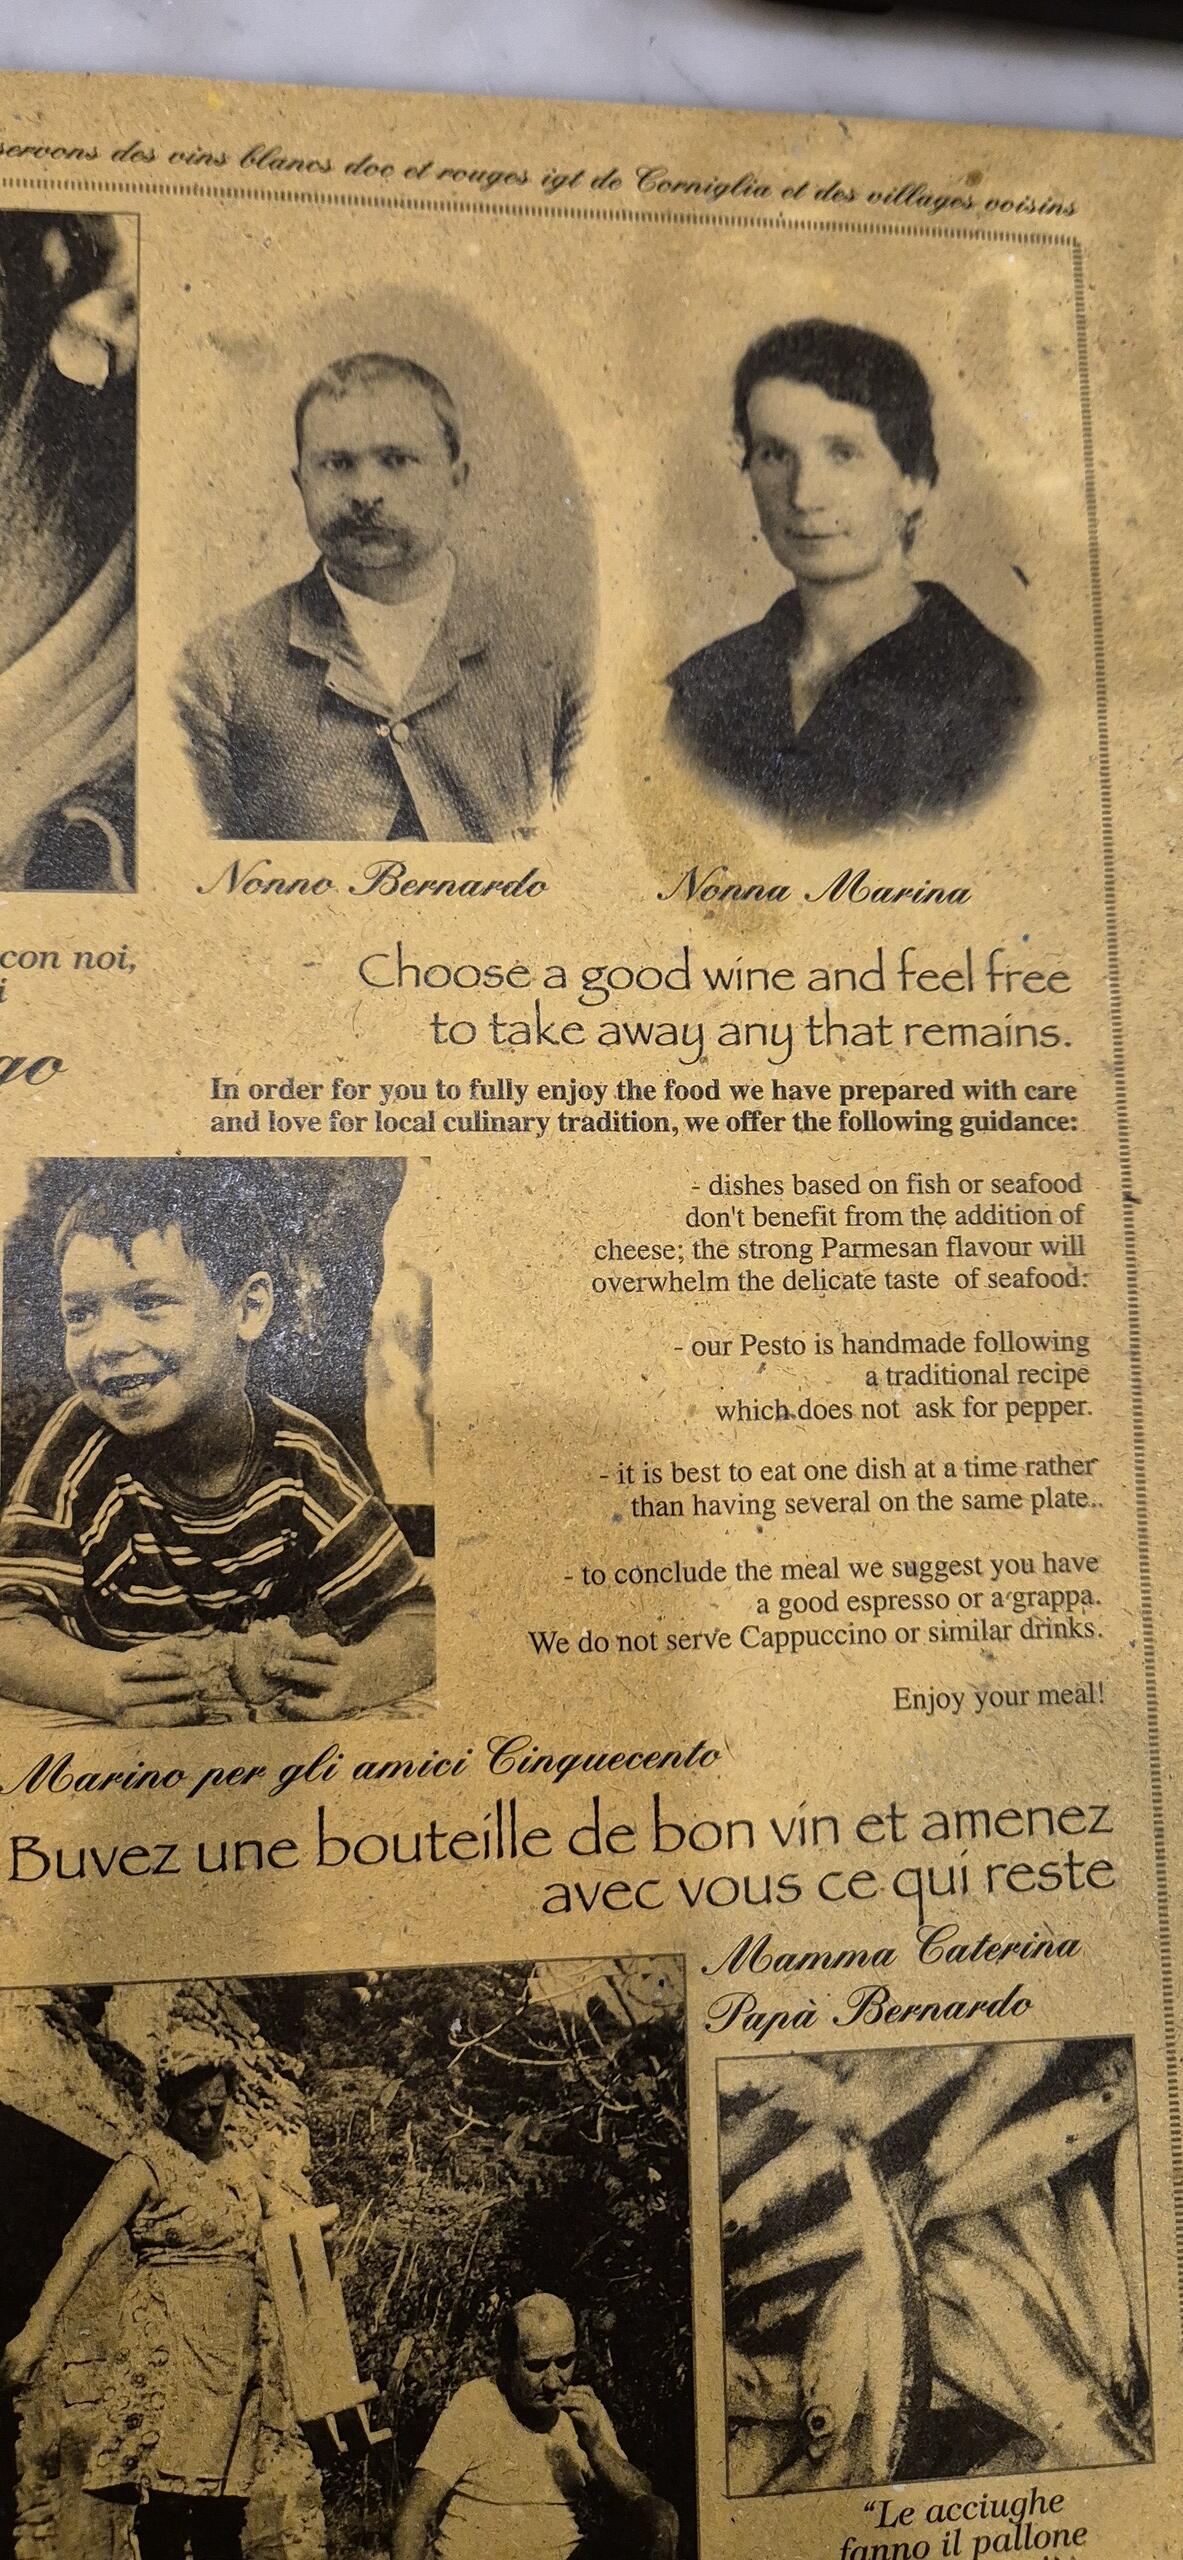 servons des vins blancs doc et rouges igt de Corniglia et des villages voisins
Nonno Bernardo
Nonna Marina
con noi,
i
go
Choose a good wine and feel free
to take away any that remains.
In order for you to fully enjoy the food we have prepared with care
and love for local culinary tradition, we offer the following guidance:
- dishes based on fish or seafood
don't benefit from the addition of
cheese; the strong Parmesan flavour will
overwhelm the delicate taste of seafood:
- our Pesto is handmade following
a traditional recipe
which does not ask for pepper.
- it is best to eat one dish at a time rather
than having several on the same plate..
- to conclude the meal we suggest you have
a good espresso or a grappa.
We do not serve Cappuccino or similar drinks.
Enjoy your meal!
Marino per gli amici Cinquecento
Buvez une bouteille de bon vin et amenez
avec vous ce qui reste
Mamma Caterina
Papà Bernardo
“Le acciughe
fanno il pallone